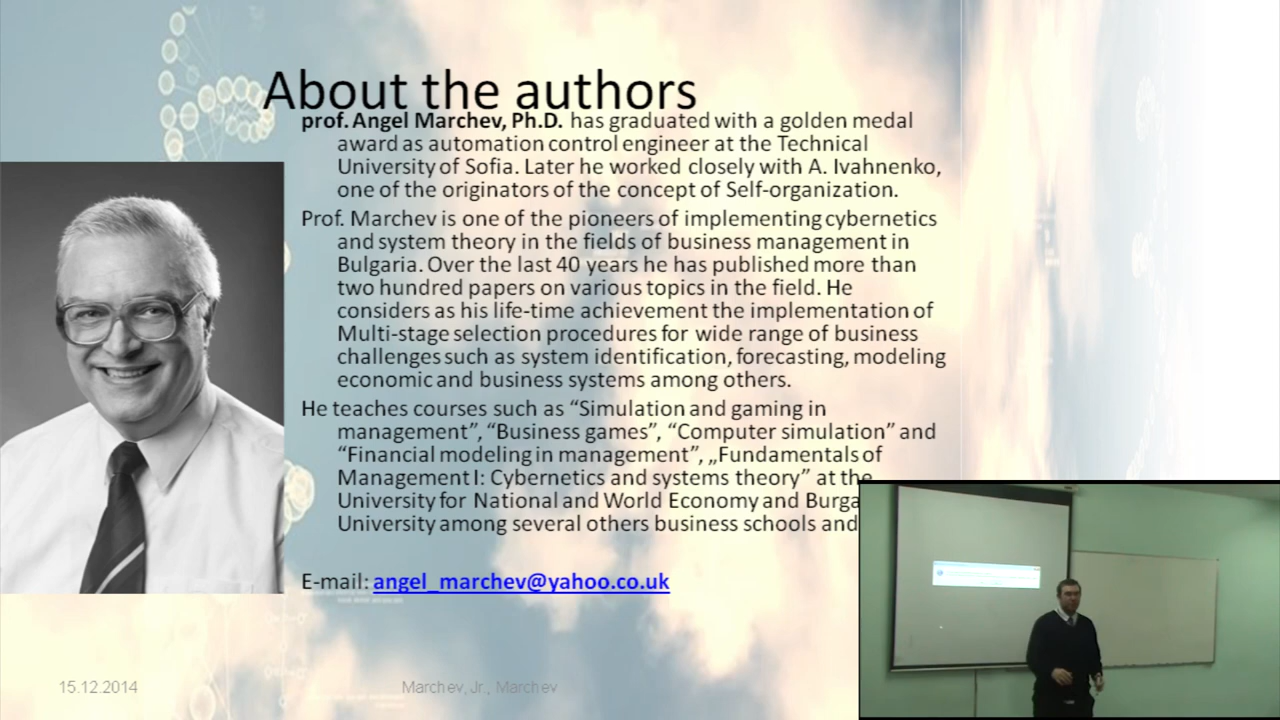 About the authors
prof. Angel Marchev, Ph.D. has graduated with a golden medal
award as automation control engineer at the Technical
University of Sofia. Later he worked closely with A. Ivahnenko,
one of the originators of the concept of Self-organization.
Prof. Marchev is one of the pioneers of implementing cybernetics
and system theory in the fields of business management in
Bulgaria. Over the last 40 years he has published more than
two hundred papers on various topics in the field. He
considers as his life-time achievement the implementation of
Multi-stage selection procedures for wide range of business
challenges such as system identification, forecasting, modeling
economic and business systems among others.
He teaches courses such as “Simulation and gaming in
management”, “Business games”, “Computer simulation” and
“Financial modeling in management”, „Fundamentals of
Management I: Cybernetics and systems theory” at the
University for National and World Economy and Burga
University among several others business schools and
E-mail: angel_marchev@yahoo.co.uk
15.12.2014
Marchev, Jr., Marchev